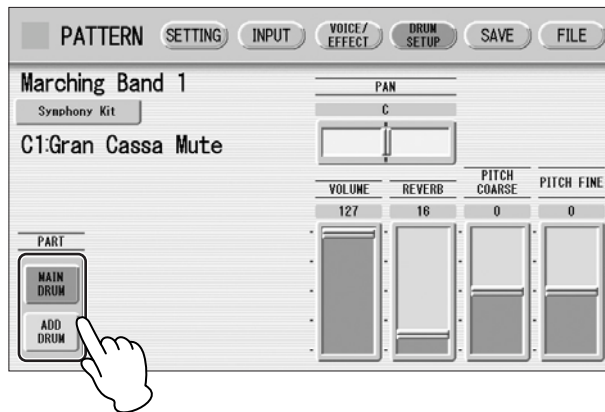 PATTERN SETTING INPUT VOICE/ EFFECT DRUM SETUP SAVE FILE
Marching Band 1
Symphony Kit
C1:Gran Cassa Mute
PAN
C
VOLUME REVERB PITCH COARSE PITCH FINE
127 16 0 0
PART
MAIN DRUM
ADD DRUM